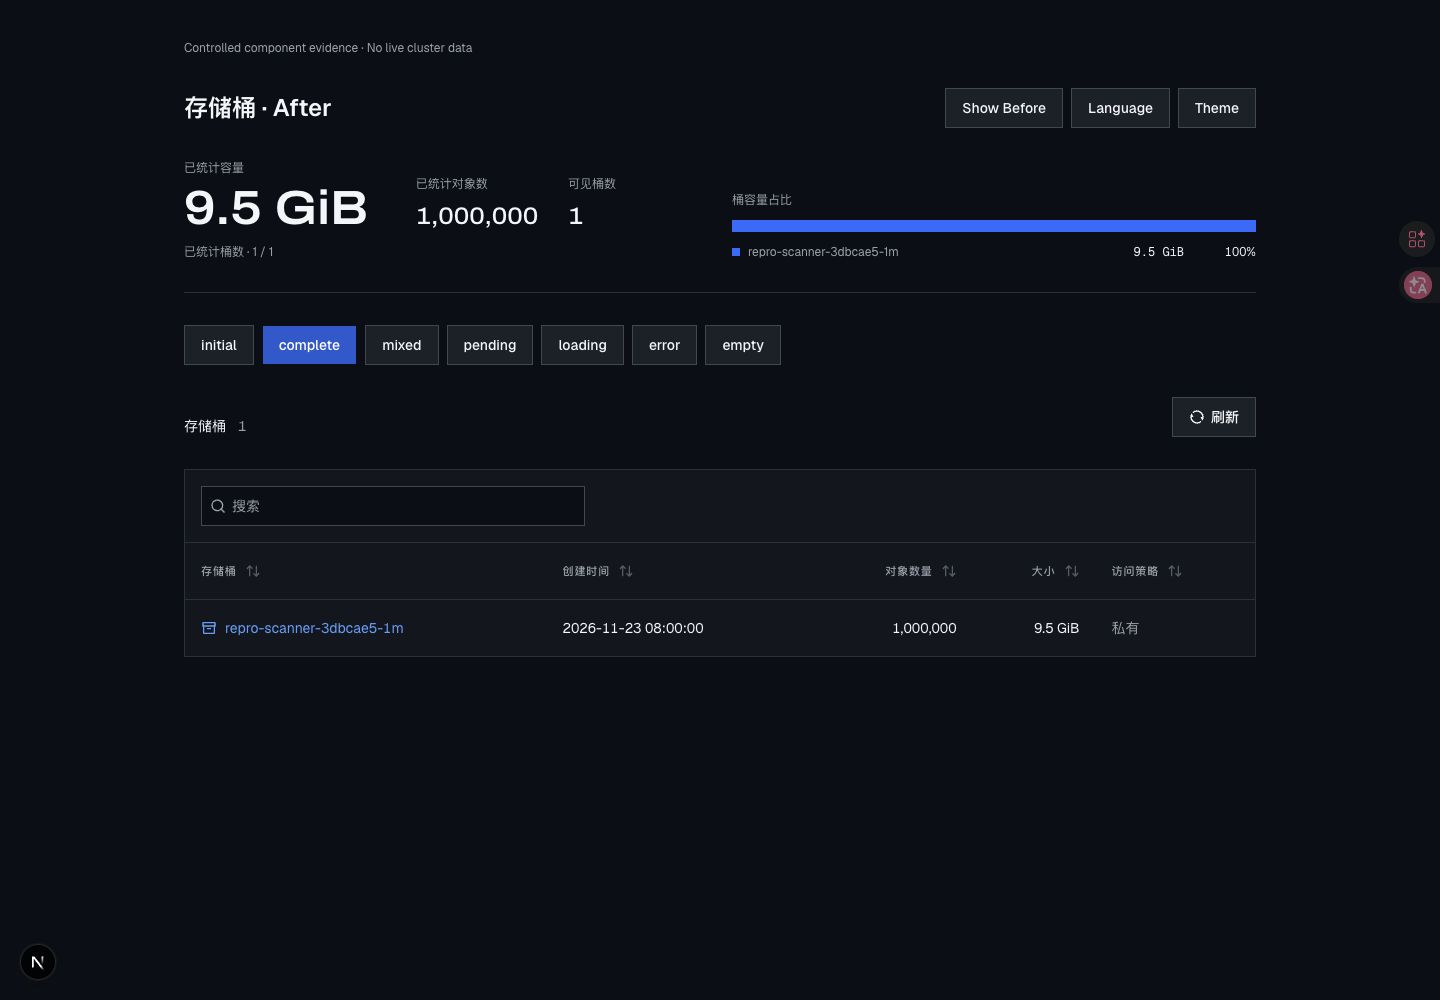 Controlled component evidence · No live cluster data
存储桶 · After
Show Before
Language
Theme
已统计容量
9.5 GiB
已统计桶数 · 1 / 1
已统计对象数
1,000,000
可见桶数
1
桶容量占比
repro-scanner-3dbcae5-1m 9.5 GiB 100%
initial
complete
mixed
pending
loading
error
empty
存储桶 1
刷新
搜索
存储桶 创建时间 对象数量 大小 访问策略
repro-scanner-3dbcae5-1m 2026-11-23 08:00:00 1,000,000 9.5 GiB 私有
N